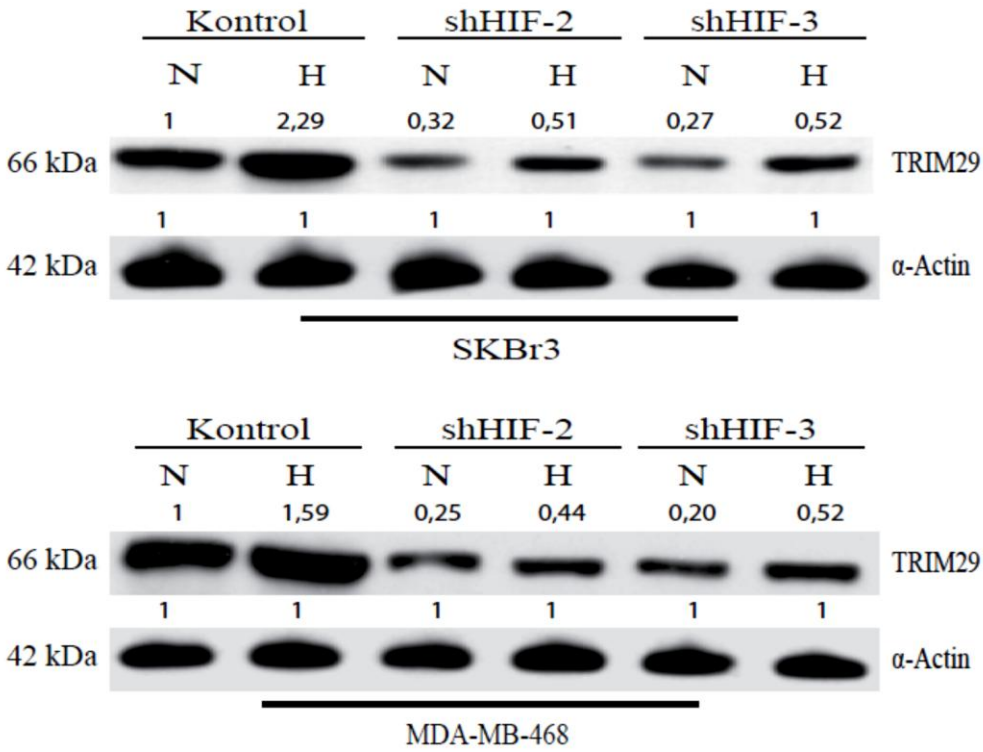 Kontrol shHIF-2 shHIF-3
N H N H N H
1 2,29 0,32 0,51 0,27 0,52
66 kDa TRIM29
1 1 1 1 1 1
42 kDa α-Actin
SKBr3
Kontrol shHIF-2 shHIF-3
N H N H N H
1 1,59 0,25 0,44 0,20 0,52
66 kDa TRIM29
1 1 1 1 1 1
42 kDa α-Actin
MDA-MB-468